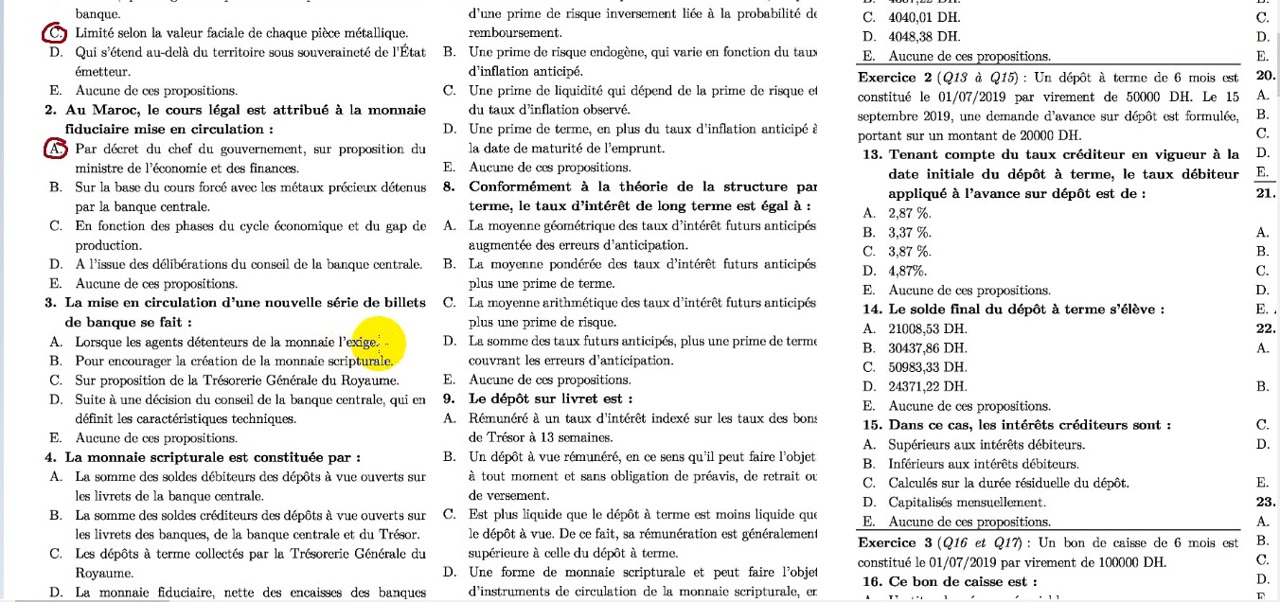 banque.
C. Limité selon la valeur faciale de chaque pièce métallique.
D. Qui s'étend au-delà du territoire sous souveraineté de l'État
émetteur.
E. Aucune de ces propositions.
2. Au Maroc, le cours légal est attribué à la monnaie
fiduciaire mise en circulation :
A. Par décret du chef du gouvernement, sur proposition du
ministre de l'économie et des finances.
B. Sur la base du cours forcé avec les métaux précieux détenus
par la banque centrale.
C. En fonction des phases du cycle économique et du gap de
production.
D. A l'issue des délibérations du conseil de la banque centrale.
E. Aucune de ces propositions.
3. La mise en circulation d'une nouvelle série de billets
de banque se fait :
A. Lorsque les agents détenteurs de la monnaie l'exige.
B. Pour encourager la création de la monnaie scripturale.
C. Sur proposition de la Trésorerie Générale du Royaume.
D. Suite à une décision du conseil de la banque centrale, qui en
définit les caractéristiques techniques.
E. Aucune de ces propositions.
4. La monnaie scripturale est constituée par :
A. La somme des soldes débiteurs des dépôts à vue ouverts sur
les livrets de la banque centrale.
B. La somme des soldes créditeurs des dépôts à vue ouverts sur
les livrets des banques, de la banque centrale et du Trésor.
C. Les dépôts à terme collectés par la Trésorerie Générale du
Royaume.
D. La monnaie fiduciaire, nette des encaisses des banques
d'une prime de risque inversement liée à la probabilité de
remboursement.
B. Une prime de risque endogène, qui varie en fonction du taux
d'inflation anticipé.
C. Une prime de liquidité qui dépend de la prime de risque et
du taux d'inflation observé.
D. Une prime de terme, en plus du taux d'inflation anticipé à
la date de maturité de l'emprunt.
E. Aucune de ces propositions.
8. Conformément à la théorie de la structure par
terme, le taux d'intérêt de long terme est égal à :
A. La moyenne géométrique des taux d'intérêt futurs anticipés
augmentée des erreurs d'anticipation.
B. La moyenne pondérée des taux d'intérêt futurs anticipés
plus une prime de terme.
C. La moyenne arithmétique des taux d'intérêt futurs anticipés
plus une prime de risque.
D. La somme des taux futurs anticipés, plus une prime de terme
couvrant les erreurs d'anticipation.
E. Aucune de ces propositions.
9. Le dépôt sur livret est :
A. Rémunéré à un taux d'intérêt indexé sur les taux des bons
de Trésor à 13 semaines.
B. Un dépôt à vue rémunéré, en ce sens qu'il peut faire l'objet
à tout moment et sans obligation de préavis, de retrait ou
de versement.
C. Est plus liquide que le dépôt à terme est moins liquide que
le dépôt à vue. De ce fait, sa rémunération est généralement
supérieure à celle du dépôt à terme.
D. Une forme de monnaie scripturale et peut faire l'objet
d'instruments de circulation de la monnaie scripturale, en
C. 4040,01 DH.
D. 4048,38 DH.
E. Aucune de ces propositions.
Exercice 2 (Q13 à Q15) : Un dépôt à terme de 6 mois est
constitué le 01/07/2019 par virement de 50000 DH. Le 15
septembre 2019, une demande d'avance sur dépôt est formulée,
portant sur un montant de 20000 DH.
13. Tenant compte du taux créditeur en vigueur à la
date initiale du dépôt à terme, le taux débiteur
appliqué à l'avance sur dépôt est de :
A. 2,87 %.
B. 3,37 %.
C. 3,87 %.
D. 4,87%.
E. Aucune de ces propositions.
14. Le solde final du dépôt à terme s'élève :
A. 21008,53 DH.
B. 30437,86 DH.
C. 50983,33 DH.
D. 24371,22 DH.
E. Aucune de ces propositions.
15. Dans ce cas, les intérêts créditeurs sont :
A. Supérieurs aux intérêts débiteurs.
B. Inférieurs aux intérêts débiteurs.
C. Calculés sur la durée résiduelle du dépôt.
D. Capitalisés mensuellement.
E. Aucune de ces propositions.
Exercice 3 (Q16 et Q17) : Un bon de caisse de 6 mois est
constitué le 01/07/2019 par virement de 100000 DH.
16. Ce bon de caisse est :
C.
D.
E.
20.
A.
B.
C.
D.
E.
21.
A.
B.
C.
D.
E.
22.
A.
B.
C.
D.
E.
23.
A.
B.
C.
D.